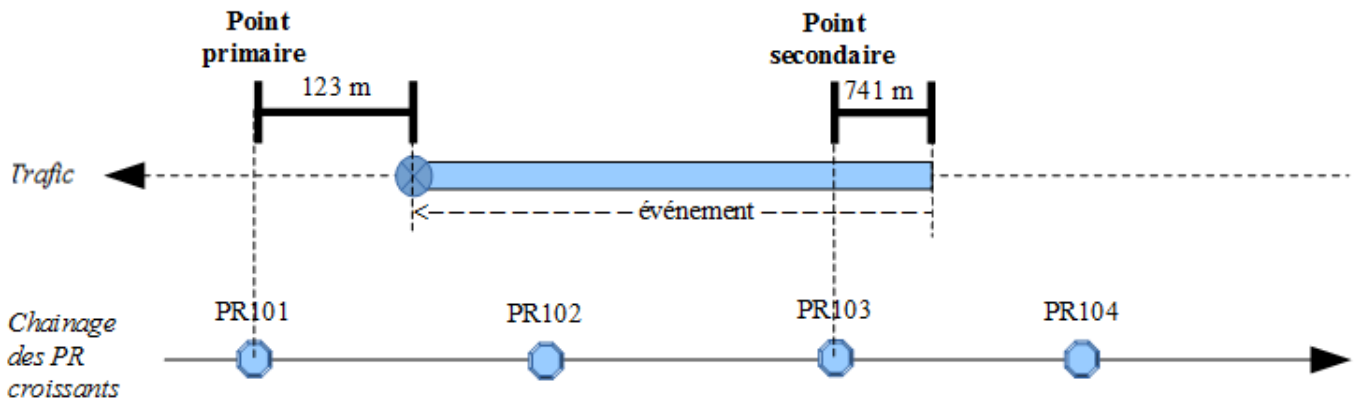 Point
primaire
Point
secondaire
123 m
741 m
Trafic
événement
PR101
PR102
PR103
PR104
Chainage
des PR
croissants